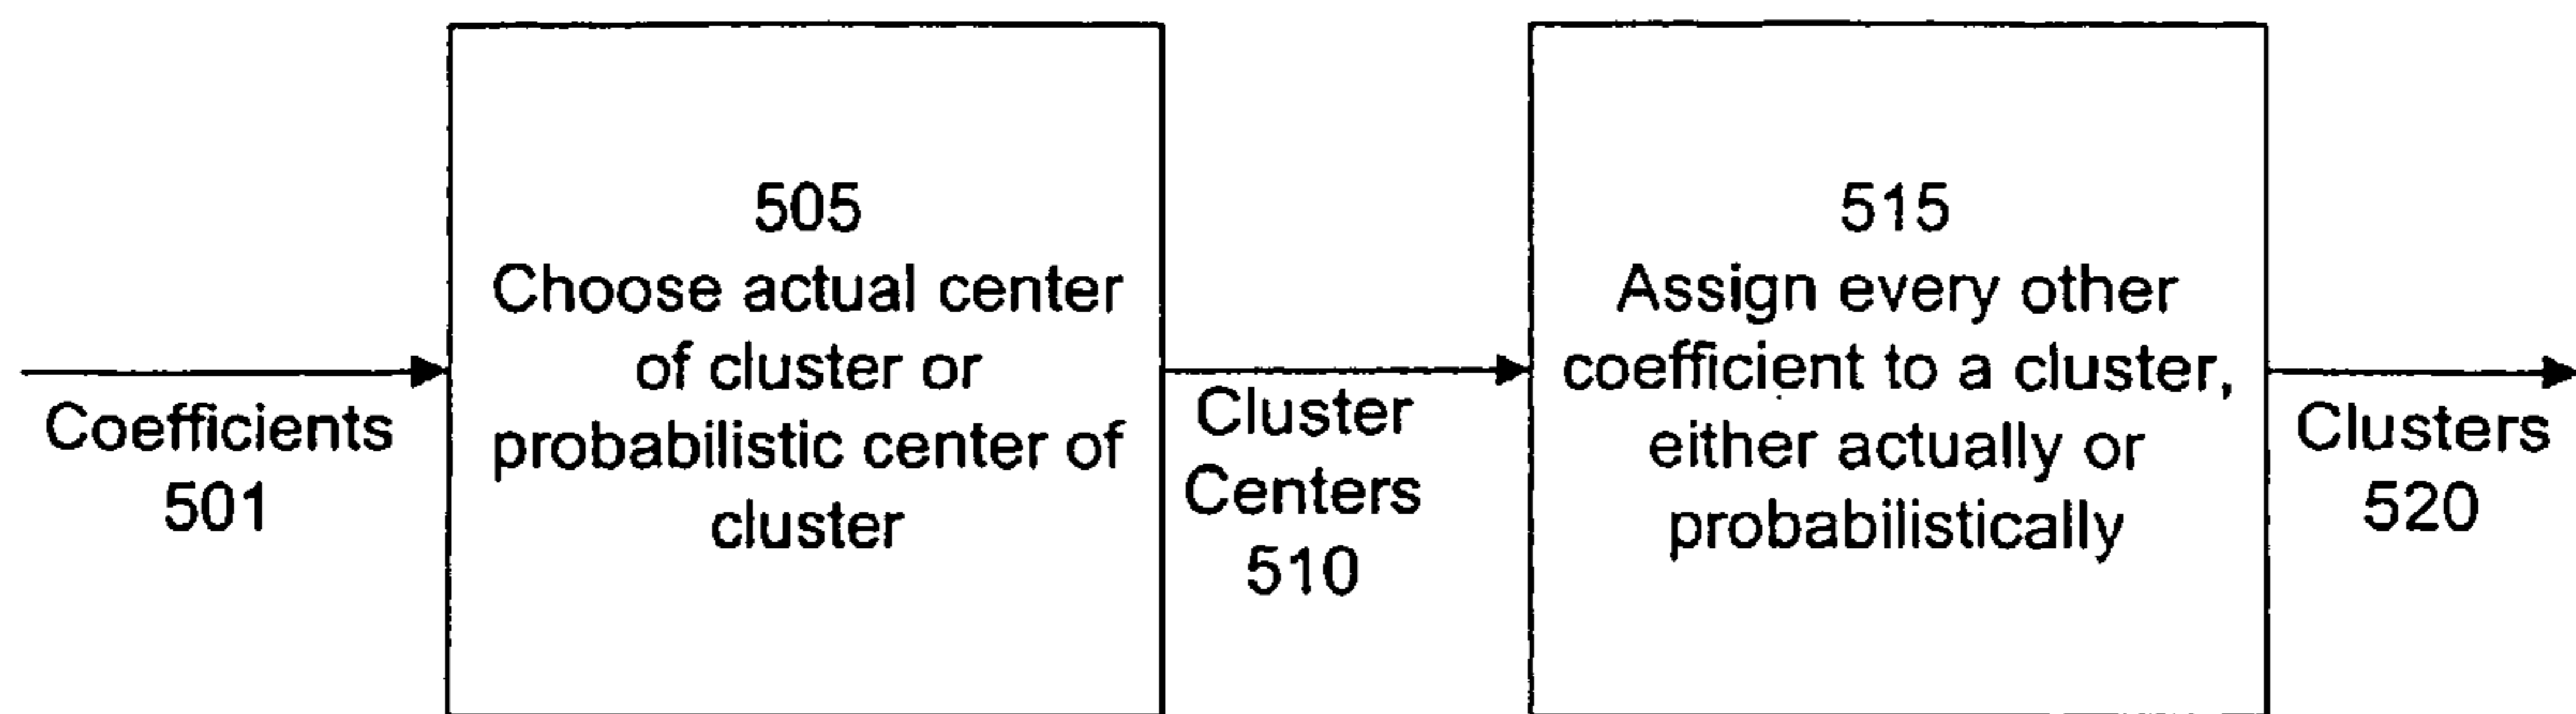 Coefficients
501
505
Choose actual center
of cluster or
probabilistic center of
cluster
Cluster
Centers
510
515
Assign every other
coefficient to a cluster,
either actually or
probabilistically
Clusters
520